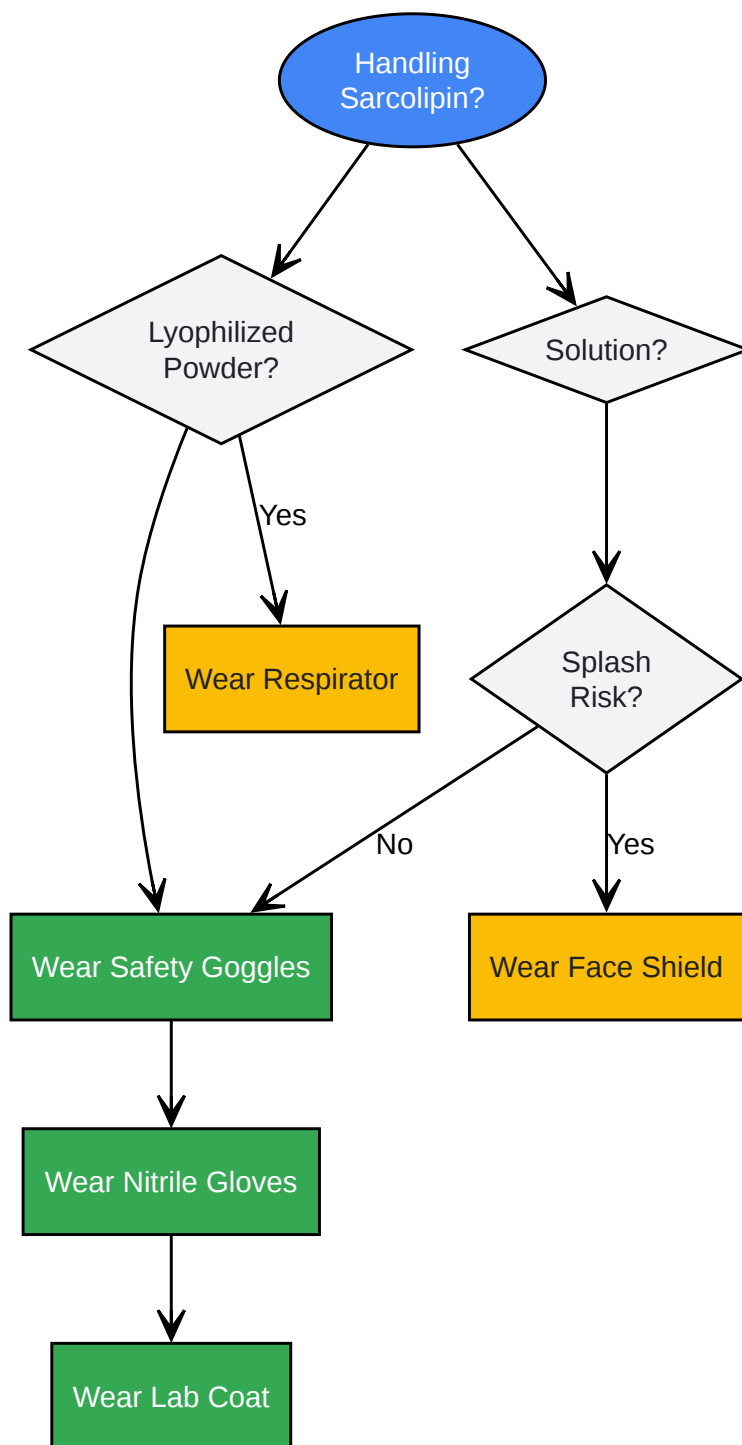 Handling
Sarcolipin?
Lyophilized
Powder?
Solution?
Yes
Wear Respirator
Splash
Risk?
No
Yes
Wear Safety Goggles
Wear Face Shield
Wear Nitrile Gloves
Wear Lab Coat